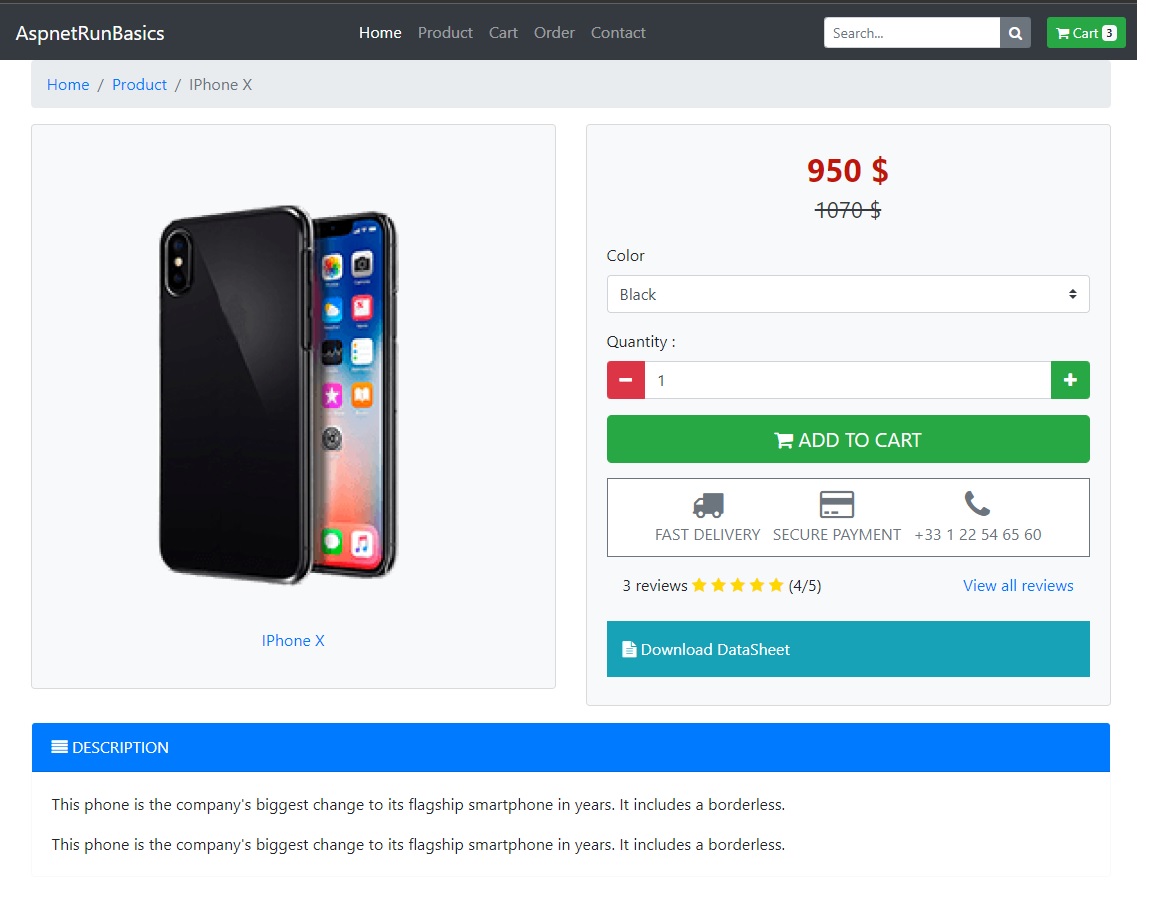 AspnetRunBasics
Home Product Cart Order Contact
Search...
Cart 3
Home / Product / IPhone X
IPhone X
950 $
1070 $
Color
Black
Quantity :
1
ADD TO CART
FAST DELIVERY SECURE PAYMENT +33 1 22 54 65 60
3 reviews (4/5) View all reviews
Download DataSheet
DESCRIPTION
This phone is the company's biggest change to its flagship smartphone in years. It includes a borderless.
This phone is the company's biggest change to its flagship smartphone in years. It includes a borderless.